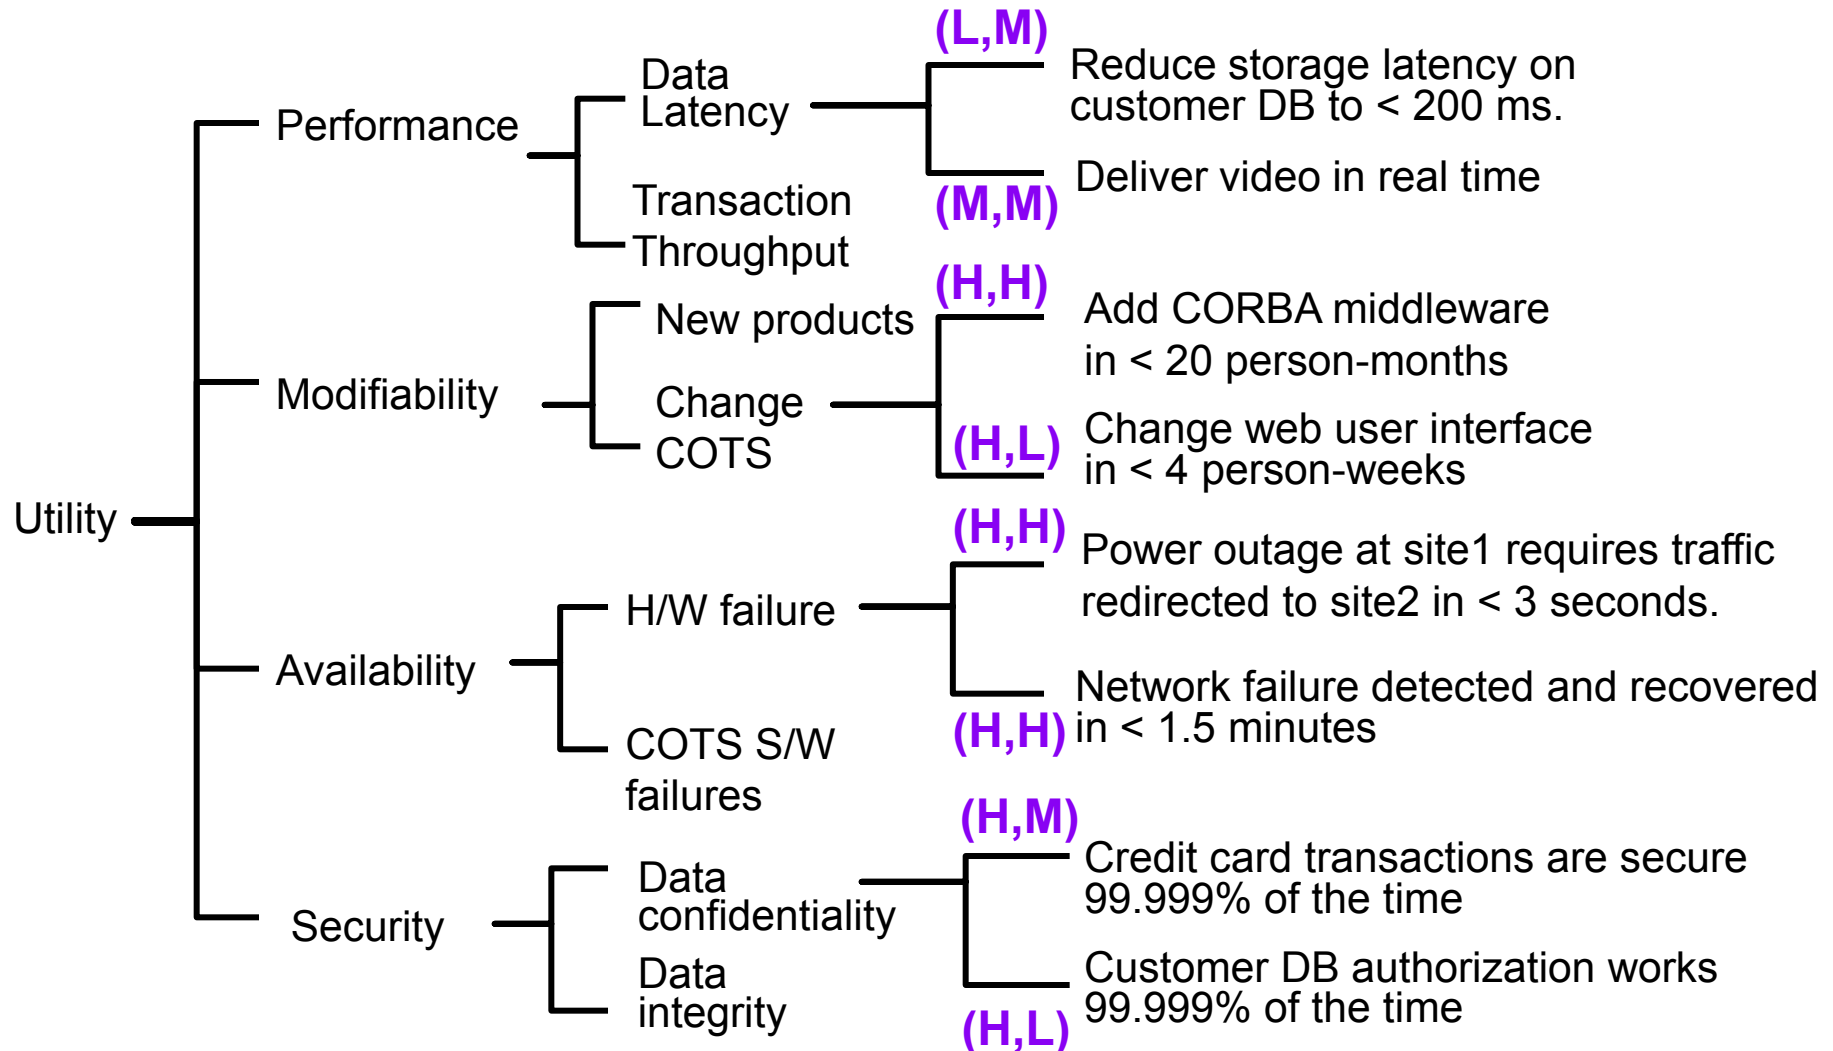 (L,M)
Data
Latency
Reduce storage latency on
customer DB to < 200 ms.
Performance
Deliver video in real time
(M,M)
Transaction
Throughput
(H,H)
New products
Add CORBA middleware
in < 20 person-months
Modifiability
Change
COTS
(H,L)
Change web user interface
in < 4 person-weeks
Utility
(H,H)
Power outage at site1 requires traffic
redirected to site2 in < 3 seconds.
H/W failure
Availability
Network failure detected and recovered
in < 1.5 minutes
(H,H)
COTS S/W
failures
(H,M)
Data
confidentiality
Credit card transactions are secure
99.999% of the time
Security
Data
integrity
Customer DB authorization works
99.999% of the time
(H,L)